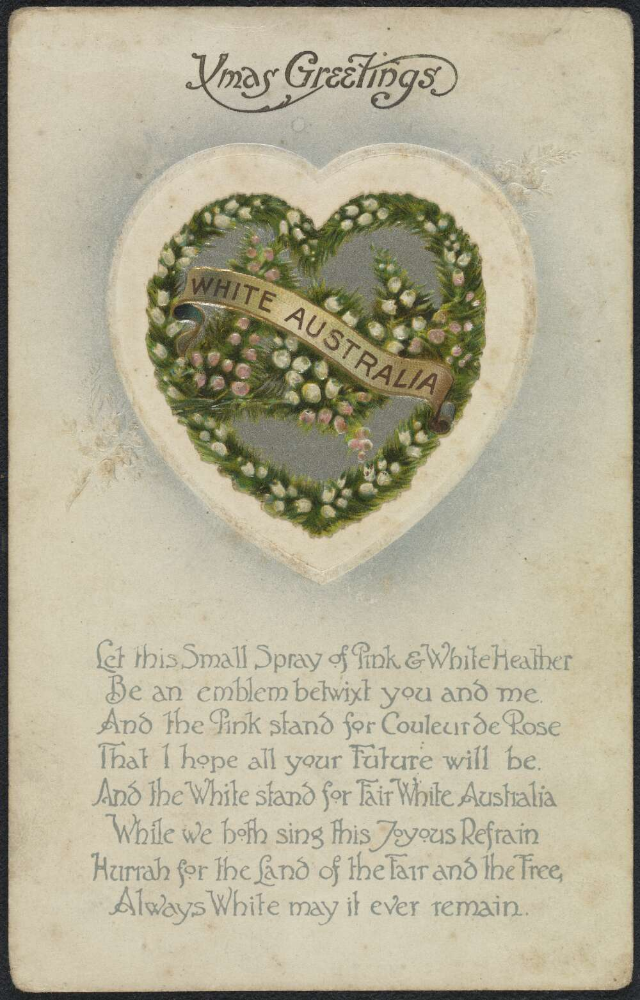 Xmas Greetings
WHITE AUSTRALIA
Let this Small Spray of Pink & White Heather
Be an emblem betwixt you and me.
And the Pink stand for Couleur de Rose
That I hope all your Future will be.
And the White stand for Fair White Australia
While we both sing this Joyous Refrain
Hurrah for the Land of the Fair and the Free,
Always White may it ever remain.